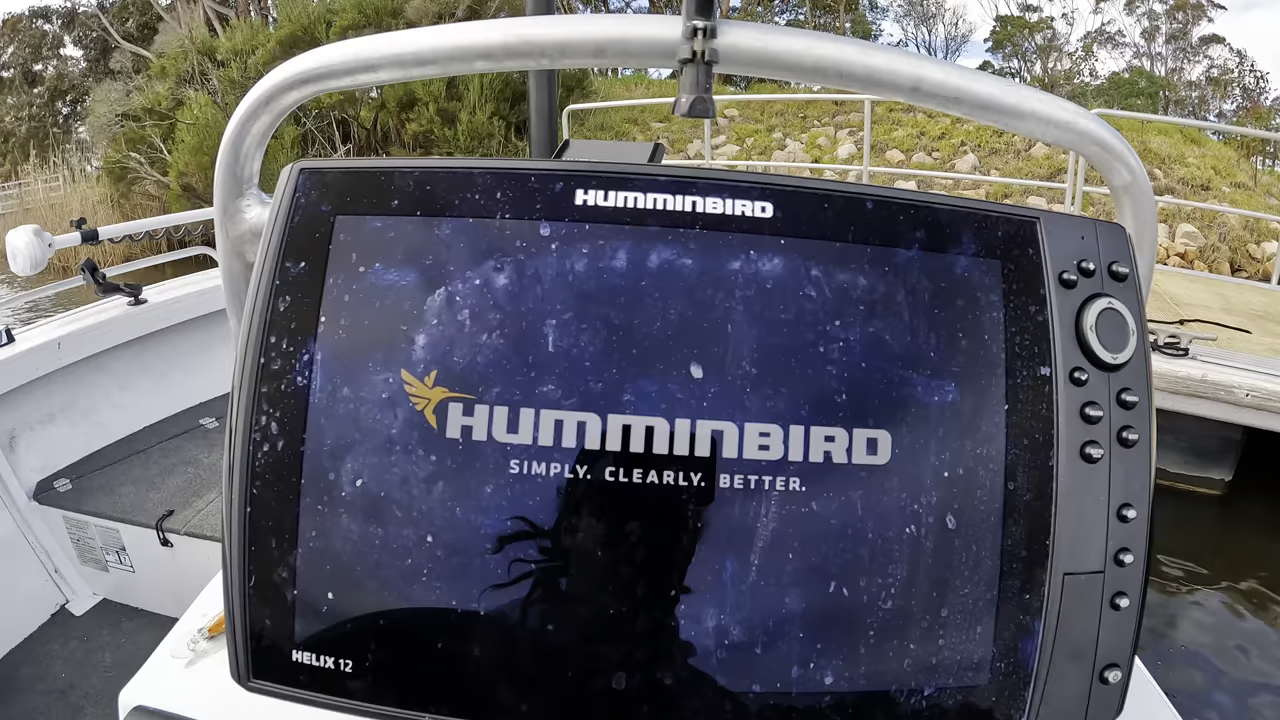 HUMMINBIRD
HUMMINBIRD
SIMPLY. CLEARLY. BETTER.
HELIX 12